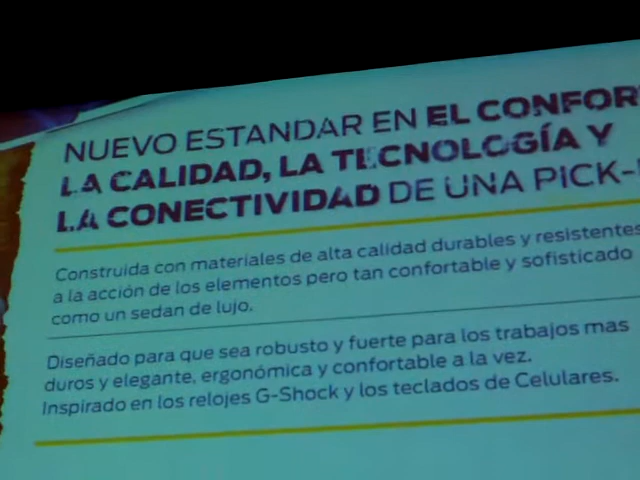 NUEVO ESTANDAR EN EL CONFOR
LA CALIDAD, LA TECNOLOGÍA Y
LA CONECTIVIDAD DE UNA PICK-
Construida con materiales de alta calidad durables y resistentes
a la acción de los elementos pero tan confortable y sofisticado
como un sedan de lujo.
Diseñado para que sea robusto y fuerte para los trabajos mas
duros y elegante, ergonómica y confortable a la vez.
Inspirado en los relojes G-Shock y los teclados de Celulares.